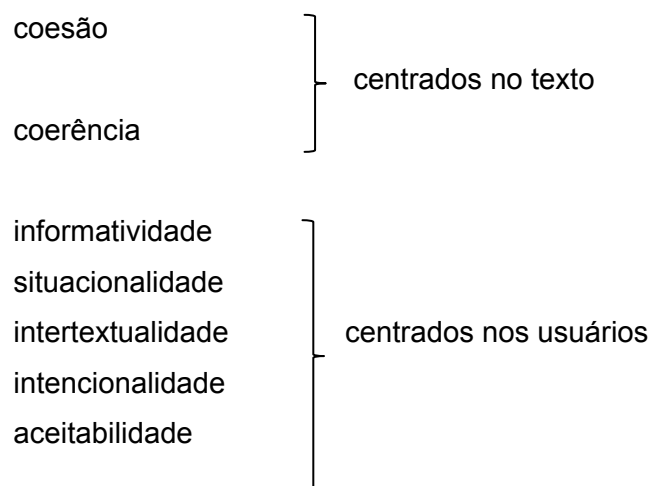 coesão
centrados no texto
coerência
informatividade
situacionalidade
intertextualidade centrados nos usuários
intencionalidade
aceitabilidade